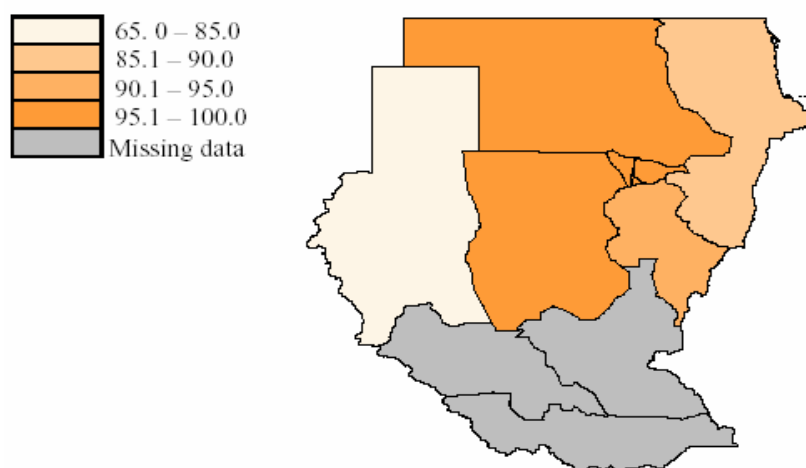 65. 0 – 85.0
85.1 – 90.0
90.1 – 95.0
95.1 – 100.0
Missing data